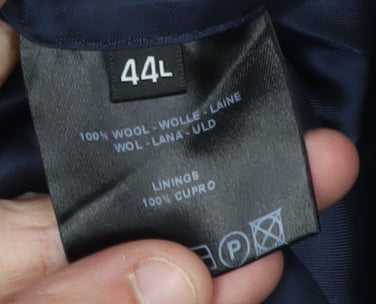 44L
100% WOOL - WOLLE - LAINE
WOL - LANA - ULD
LININGS
100% CUPRO
P